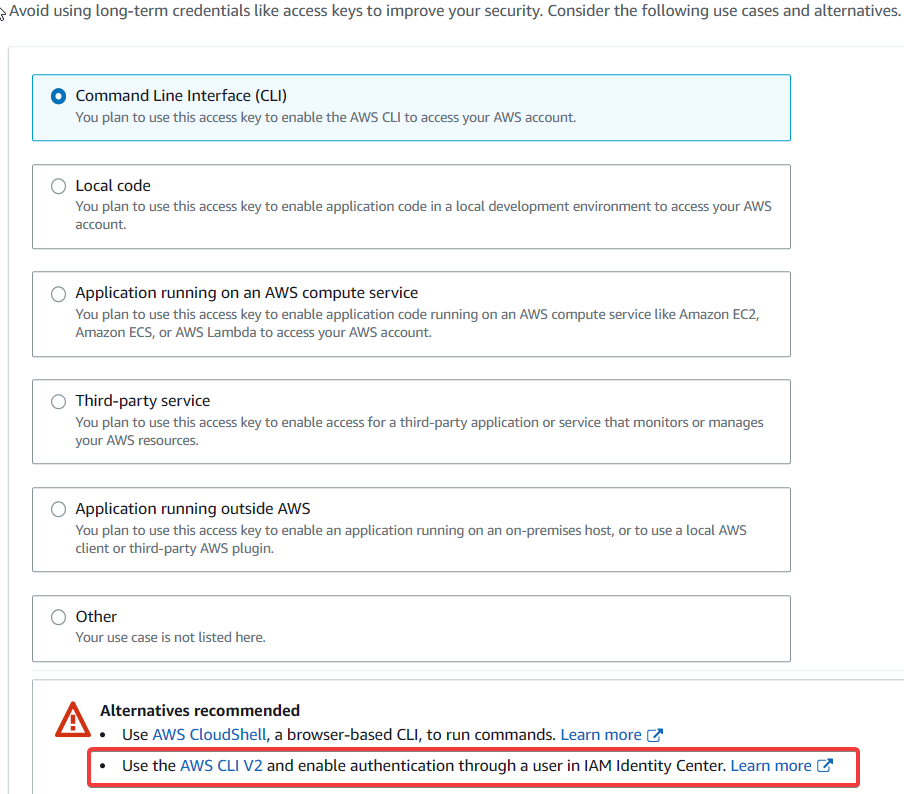 Avoid using long-term credentials like access keys to improve your security. Consider the following use cases and alternatives.
Command Line Interface (CLI)
You plan to use this access key to enable the AWS CLI to access your AWS account.
Local code
You plan to use this access key to enable application code in a local development environment to access your AWS
account.
Application running on an AWS compute service
You plan to use this access key to enable application code running on an AWS compute service like Amazon EC2,
Amazon ECS, or AWS Lambda to access your AWS account.
Third-party service
You plan to use this access key to enable access for a third-party application or service that monitors or manages
your AWS resources.
Application running outside AWS
You plan to use this access key to enable an application running on an on-premises host, or to use a local AWS
client or third-party AWS plugin.
Other
Your use case is not listed here.
Alternatives recommended
• Use AWS CloudShell, a browser-based CLI, to run commands. Learn more
• Use the AWS CLI V2 and enable authentication through a user in IAM Identity Center. Learn more